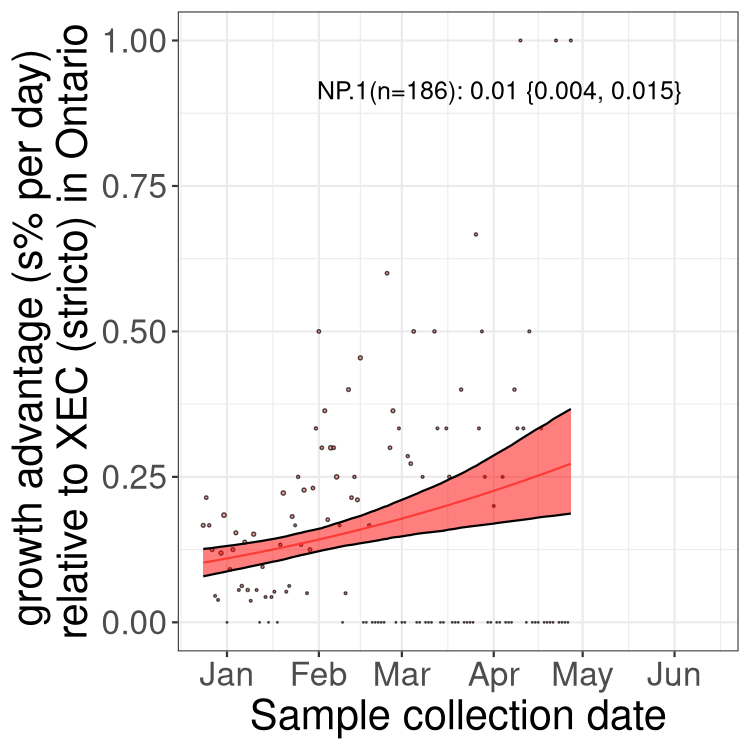 growth advantage (s% per day)
relative to XEC (stricto) in Ontario
1.00
0.75
0.50
0.25
0.00
NP.1(n=186): 0.01 {0.004, 0.015}
Jan Feb Mar Apr May Jun
Sample collection date